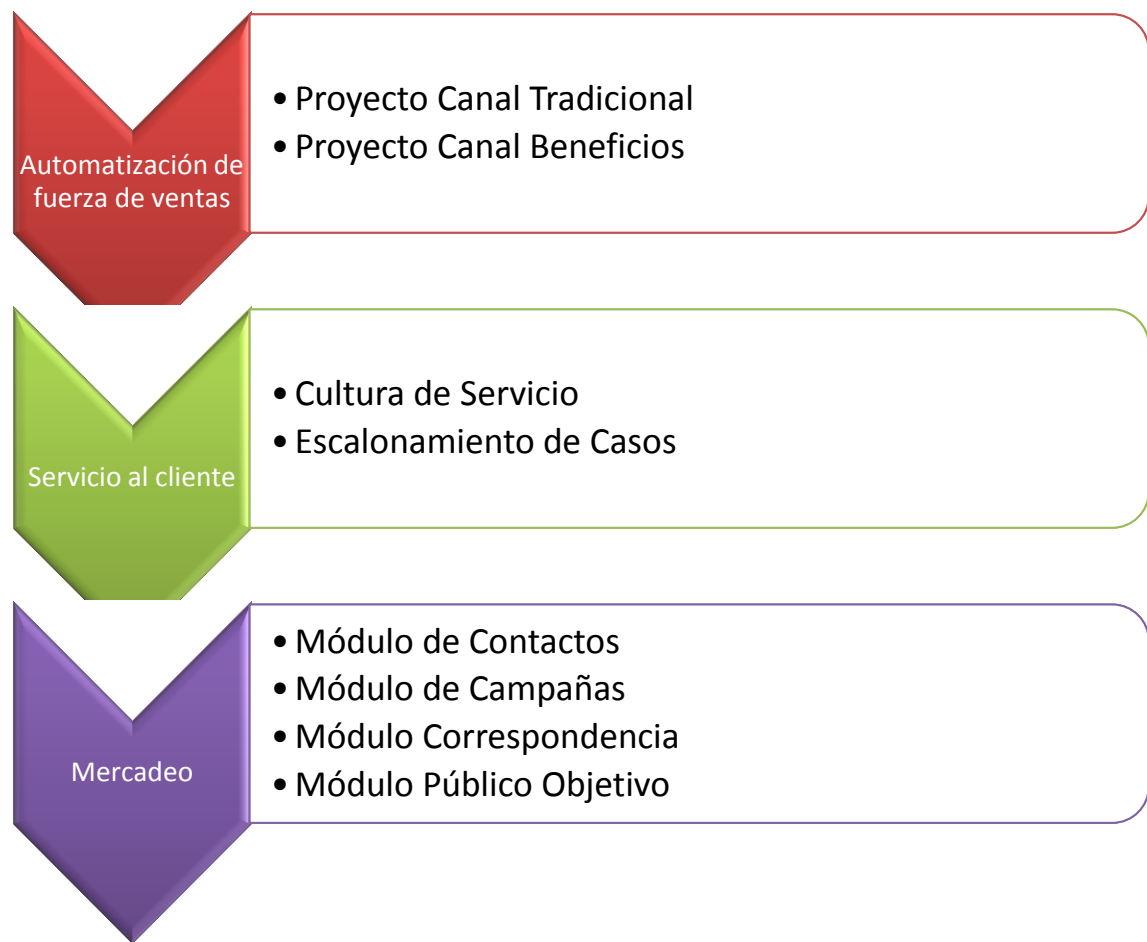 Automatización de
fuerza de ventas
• Proyecto Canal Tradicional
• Proyecto Canal Beneficios
Servicio al cliente
• Cultura de Servicio
• Escalonamiento de Casos
Mercadeo
• Módulo de Contactos
• Módulo de Campañas
• Módulo Correspondencia
• Módulo Público Objetivo